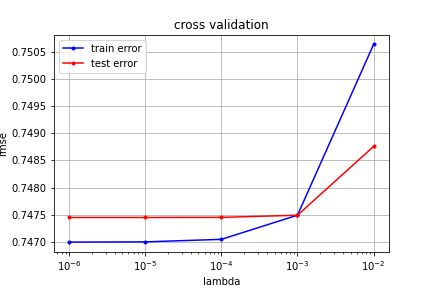 cross validation
train error
test error
0.7505
0.7500
0.7495
0.7490
0.7485
0.7480
0.7475
0.7470
rmse
10⁻⁶ 10⁻⁵ 10⁻⁴ 10⁻³ 10⁻²
lambda